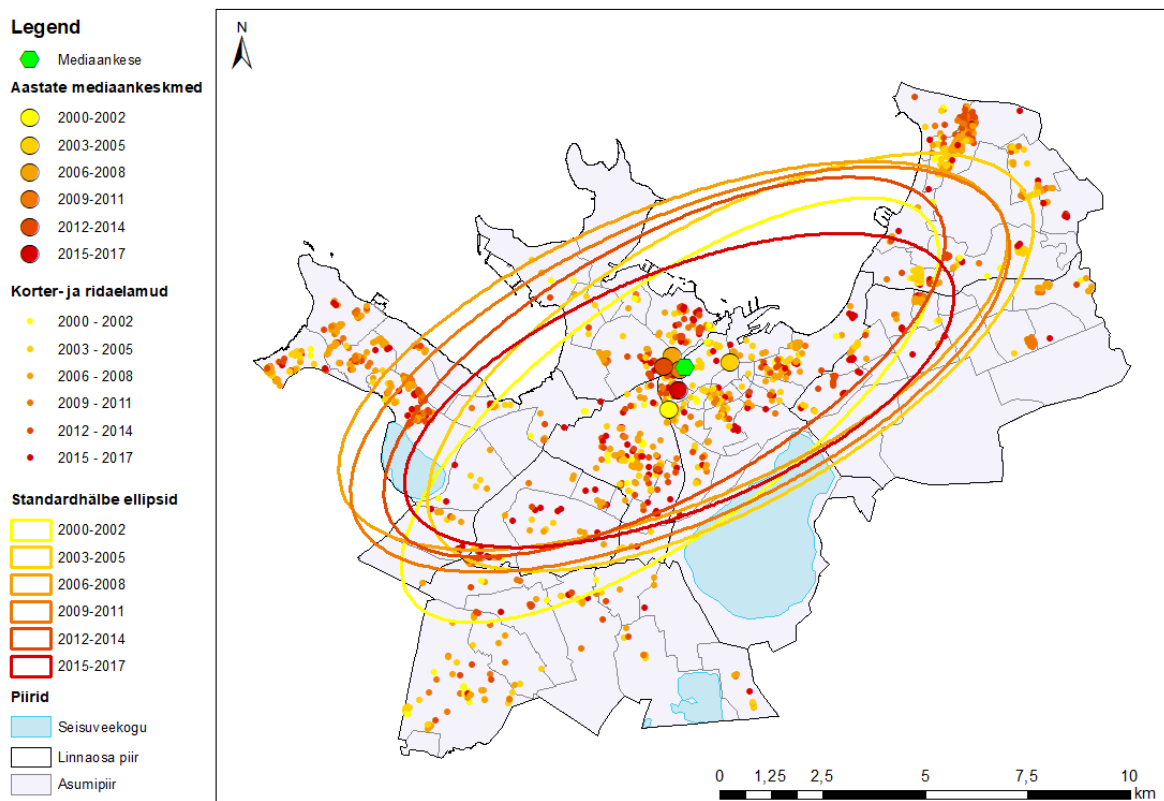 Legend
Mediaankese
Aastate mediaankeskmed
2000-2002
2003-2005
2006-2008
2009-2011
2012-2014
2015-2017
Korter- ja ridaelamud
2000 - 2002
2003 - 2005
2006 - 2008
2009 - 2011
2012 - 2014
2015 - 2017
Standardhälbe ellipsid
2000-2002
2003-2005
2006-2008
2009-2011
2012-2014
2015-2017
Piirid
Seisuveekogu
Linnaosa piir
Asumipiir
N
0 1,25 2,5 5 7,5 10
km